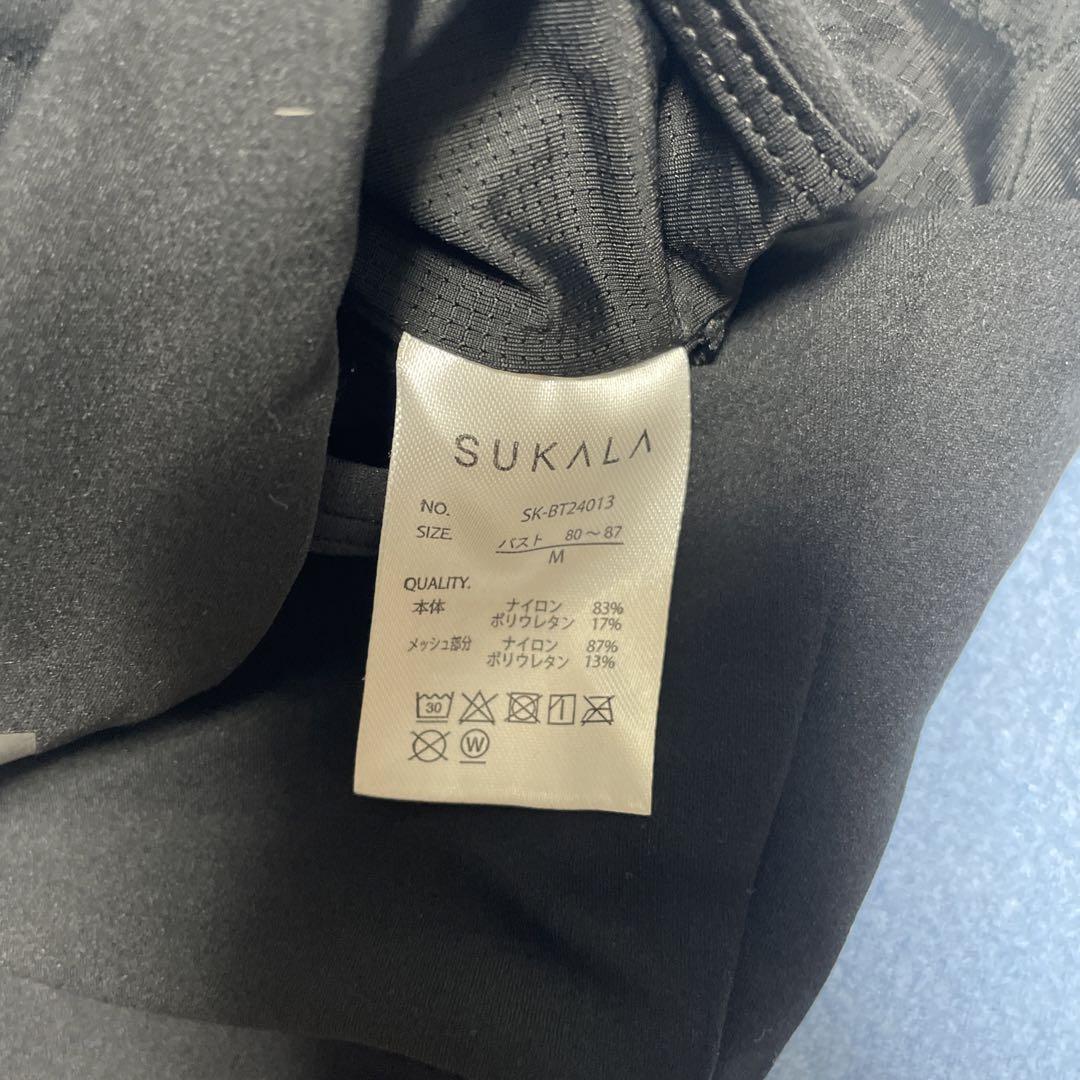 SUKALA
NO. SK-BT24013
SIZE. バスト 80〜87
M
QUALITY.
本体 ナイロン 83%
ポリウレタン 17%
メッシュ部分 ナイロン 87%
ポリウレタン 13%
30
W